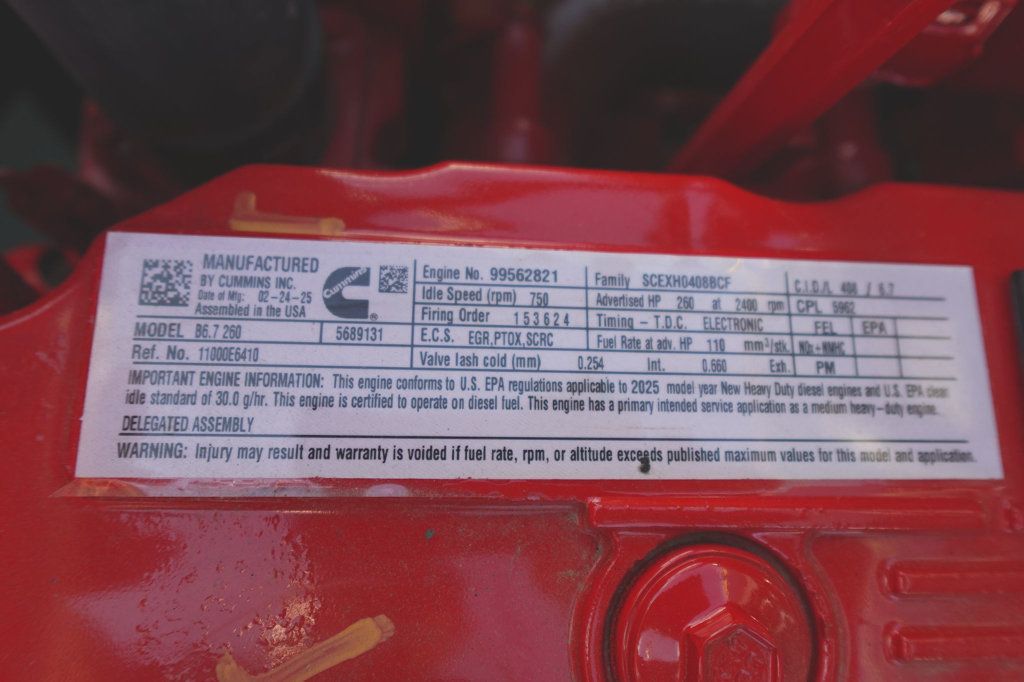 MANUFACTURED
BY CUMMINS INC.
Date of Mfg: 02-24-25
Assembled in the USA
Cummins
®
MODEL B6.7 260 5689131
Ref. No. 11000E6410
Engine No. 99562821
Idle Speed (rpm) 750
Firing Order 153624
E.C.S. EGR,PTOX,SCRC
Valve lash cold (mm) 0.254 Int. 0.660 Exh.
Family SCEXH0408BCF
Advertised HP 260 at 2400 rpm
Timing – T.D.C. ELECTRONIC
Fuel Rate at adv. HP 110 mm³/stk.
C.I.D/L 408 / 6.7
CPL 5962
FEL EPA
NOx+NMHC
PM
IMPORTANT ENGINE INFORMATION: This engine conforms to U.S. EPA regulations applicable to 2025 model year New Heavy Duty diesel engines and U.S. EPA clean
idle standard of 30.0 g/hr. This engine is certified to operate on diesel fuel. This engine has a primary intended service application as a medium heavy–duty engine.
DELEGATED ASSEMBLY
WARNING: Injury may result and warranty is voided if fuel rate, rpm, or altitude exceeds published maximum values for this model and application.